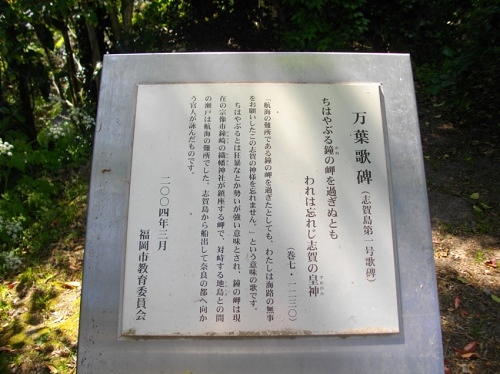 万葉歌碑（志賀島第一号歌碑）
ちはやぶる鐘の岬を過ぎぬとも
われは忘れじ志賀の皇神
（巻七・一二三〇）
「航海の難所である鐘の岬を過ぎたとしても、わたしは海路の無事
をお願いしたこの志賀の神様を忘れません。」という意味の歌です。
ちはやぶるとは狂暴なとか勢いが強い意味とされ、鐘の岬は現
在の宗像市鐘崎の織幡神社が鎮座する岬で、対峙する地島との間
の瀬戸は航海の難所でした。志賀島から船出して奈良の都へ向か
う官人が詠んだものです。
二〇〇四年三月
福岡市教育委員会